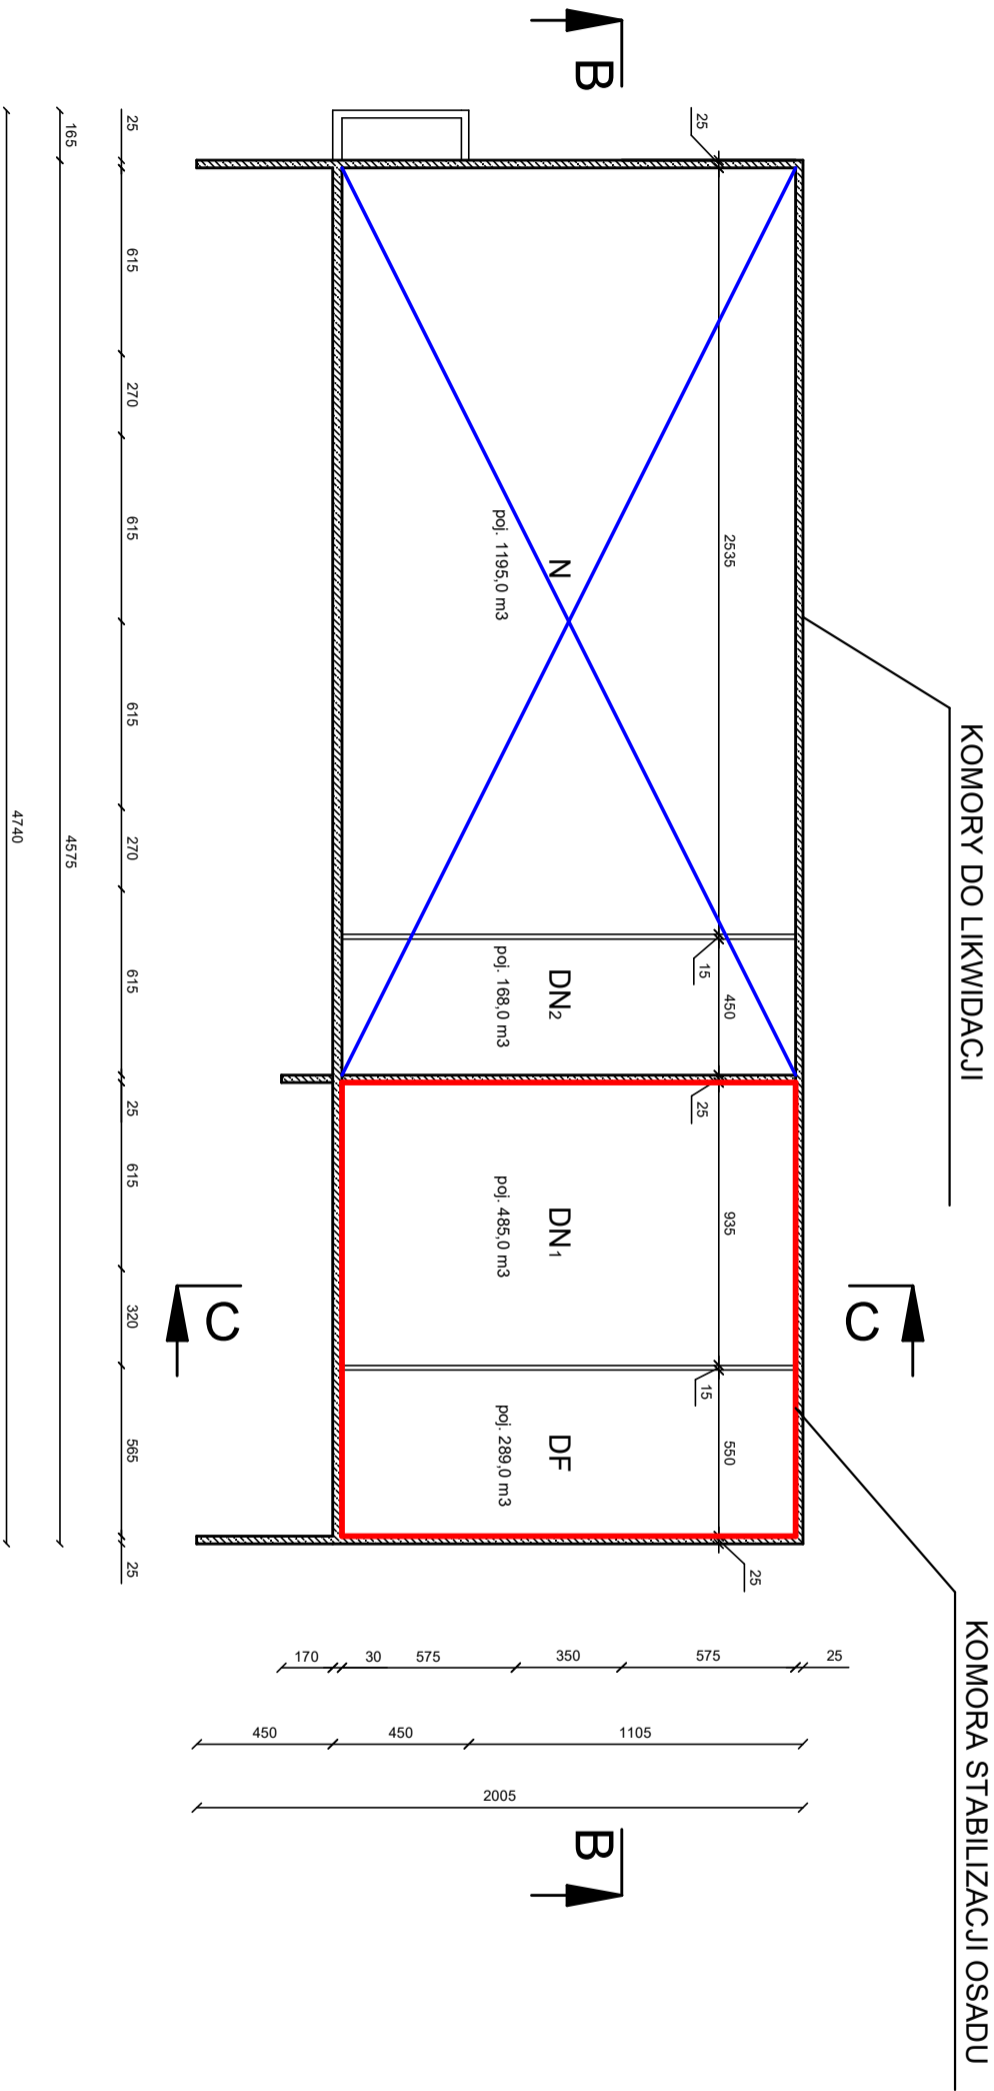 KOMORY DO LIKWIDACJI
KOMORA STABILIZACJI OSADU
B
B
C
C
25
2535
15
450
25
935
15
550
25
N
poj. 1195,0 m3
DN₂
poj. 168,0 m3
DN₁
poj. 485,0 m3
DF
poj. 289,0 m3
25
615
270
615
615
270
615
25
615
320
565
25
165
4575
4740
170
30
575
350
575
25
450
450
1105
2005